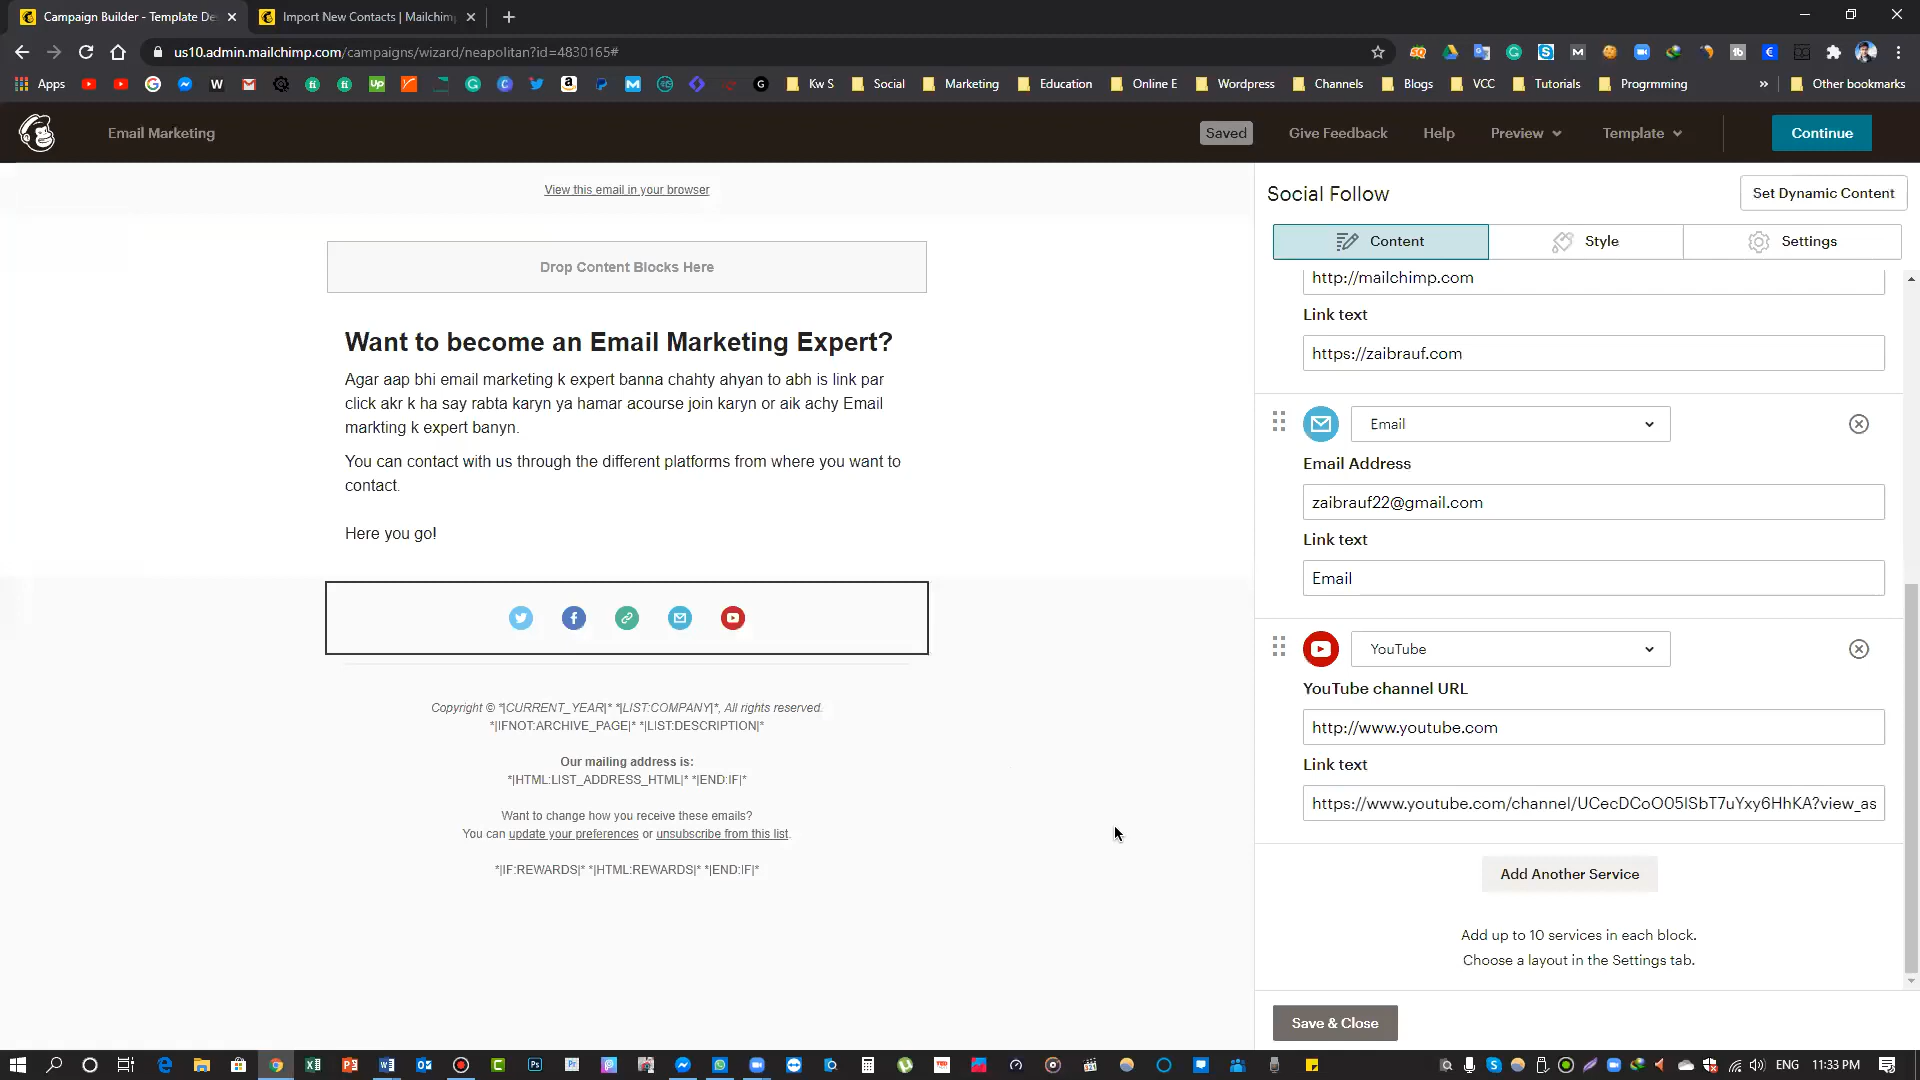 Campaign Builder - Template De
Import New Contacts | Mailchimp
us10.admin.mailchimp.com/campaigns/wizard/neapolitan?id=4830165#
Apps
Kw S
Social
Marketing
Education
Online E
Wordpress
Channels
Blogs
VCC
Tutorials
Progrmming
»
Other bookmarks
Email Marketing
Saved
Give Feedback
Help
Preview
Template
Continue
View this email in your browser
Drop Content Blocks Here
Want to become an Email Marketing Expert?
Agar aap bhi email marketing k expert banna chahty ahyan to abh is link par
click akr k ha say rabta karyn ya hamar acourse join karyn or aik achy Email
markting k expert banyn.
You can contact with us through the different platforms from where you want to
contact.
Here you go!
Copyright © *|CURRENT_YEAR|* *|LIST:COMPANY|*, All rights reserved.
*|IFNOT:ARCHIVE_PAGE|* *|LIST:DESCRIPTION|*
Our mailing address is:
*|HTML:LIST_ADDRESS_HTML|* *|END:IF|*
Want to change how you receive these emails?
You can update your preferences or unsubscribe from this list.
*|IF:REWARDS|* *|HTML:REWARDS|* *|END:IF|*
Social Follow
Set Dynamic Content
Content
Style
Settings
http://mailchimp.com
Link text
https://zaibrauf.com
Email
Email Address
zaibrauf22@gmail.com
Link text
Email
YouTube
YouTube channel URL
http://www.youtube.com
Link text
https://www.youtube.com/channel/UCecDCoO05lSbT7uYxy6HhKA?view_as
Add Another Service
Add up to 10 services in each block.
Choose a layout in the Settings tab.
Save & Close
ENG
11:33 PM